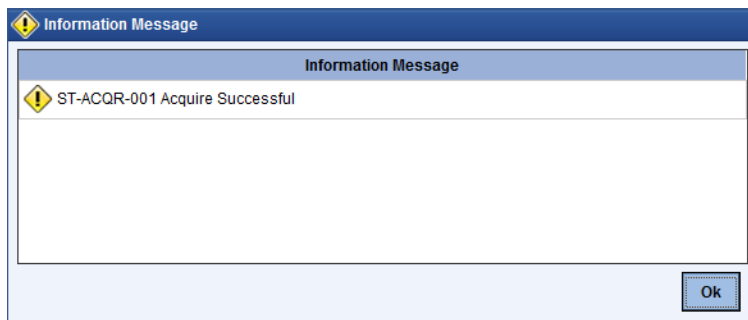 Information Message
Information Message
ST-ACQR-001 Acquire Successful
Ok